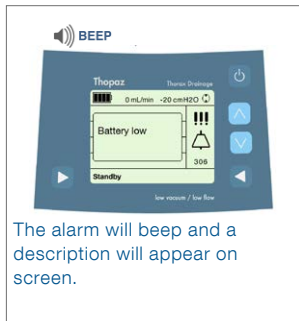 BEEP
Thopaz Thorax Drainage
0 mL/min -20 cmH2O
Battery low
!!!
306
Standby
low vacuum / low flow
The alarm will beep and a
description will appear on
screen.